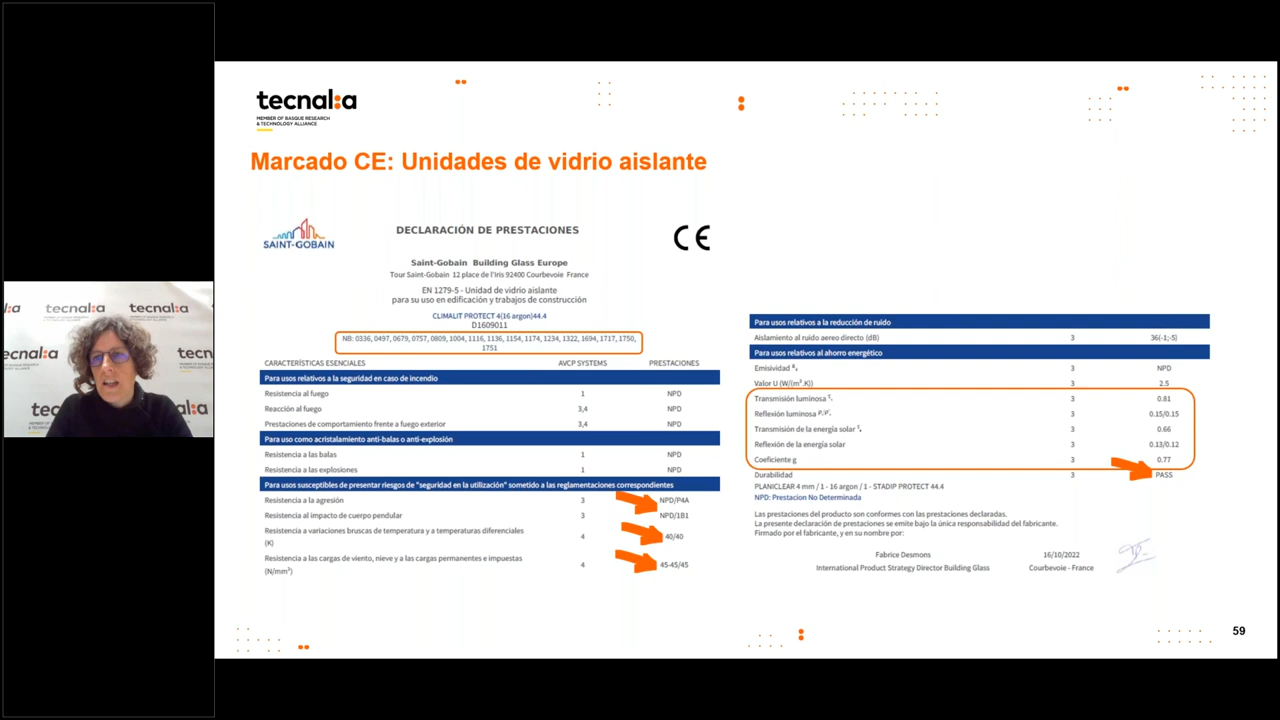 tecnal:a
MEMBER OF BASQUE RESEARCH
& TECHNOLOGY ALLIANCE
Marcado CE: Unidades de vidrio aislante
SAINT-GOBAIN
DECLARACIÓN DE PRESTACIONES
CE
Saint-Gobain Building Glass Europe
Tour Saint-Gobain 12 place de l'Iris 92400 Courbevoie France
EN 1279-5 - Unidad de vidrio aislante
para su uso en edificación y trabajos de construcción
CLIMALIT PROTECT 4(16 argon)44.4
D1609011
NB: 0336, 0497, 0679, 0757, 0809, 1004, 1116, 1136, 1154, 1174, 1234, 1322, 1694, 1717, 1750,
1751
CARACTERÍSTICAS ESENCIALES AVCP SYSTEMS PRESTACIONES
Para usos relativos a la seguridad en caso de incendio
Resistencia al fuego 1 NPD
Reacción al fuego 3,4 NPD
Prestaciones de comportamiento frente a fuego exterior 3,4 NPD
Para uso como acristalamiento anti-balas o anti-explosión
Resistencia a las balas 1 NPD
Resistencia a las explosiones 1 NPD
Para usos susceptibles de presentar riesgos de "seguridad en la utilización" sometido a las reglamentaciones correspondientes
Resistencia a la agresión 3 NPD/P4A
Resistencia al impacto de cuerpo pendular 3 NPD/1B1
Resistencia a variaciones bruscas de temperatura y a temperaturas diferenciales
(K) 4 40/40
Resistencia a las cargas de viento, nieve y a las cargas permanentes e impuestas
(N/mm²) 4 45-45/45
Para usos relativos a la reducción de ruido
Aislamiento al ruido aereo directo (dB) 3 36(-1;-5)
Para usos relativos al ahorro energético
Emisividad 3 NPD
Valor U (W/(m².K)) 3 2.5
Transmisión luminosa 3 0.81
Reflexión luminosa 3 0.15/0.15
Transmisión de la energía solar 3 0.66
Reflexión de la energía solar 3 0.13/0.12
Coeficiente g 3 0.77
Durabilidad 3 PASS
PLANICLEAR 4 mm / 1 - 16 argon / 1 - STADIP PROTECT 44.4
NPD: Prestacion No Determinada
Las prestaciones del producto son conformes con las prestaciones declaradas.
La presente declaración de prestaciones se emite bajo la única responsabilidad del fabricante.
Firmado por el fabricante, y en su nombre por:
Fabrice Desmons 16/10/2022
International Product Strategy Director Building Glass Courbevoie - France
59
tecnal:a
tecnal:a